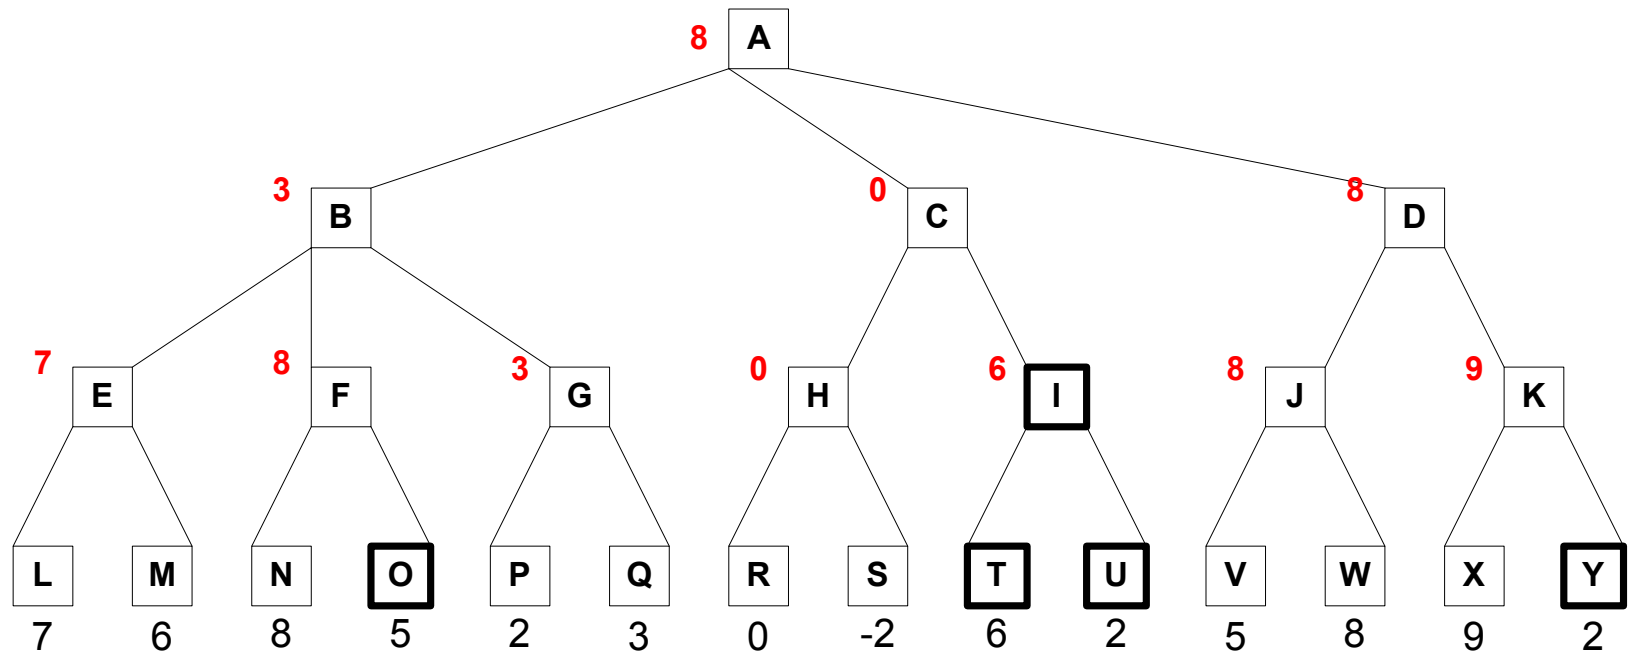 8 A
3 B 0 C 8 D
7 E 8 F 3 G 0 H 6 I 8 J 9 K
L M N O P Q R S T U V W X Y
7 6 8 5 2 3 0 -2 6 2 5 8 9 2